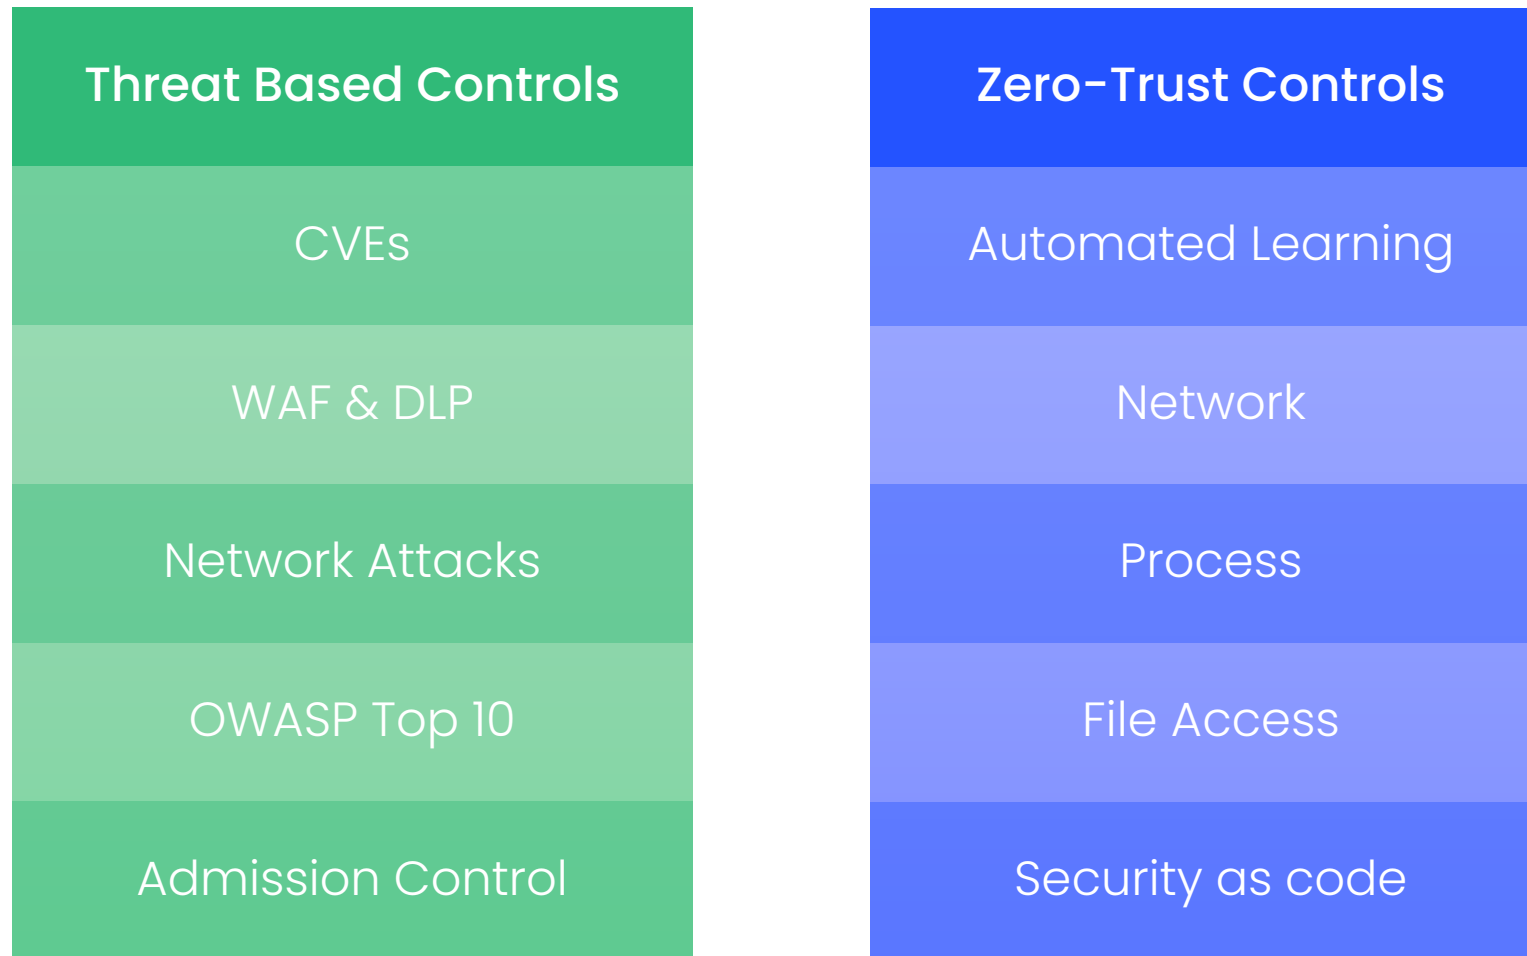 Threat Based Controls
CVEs
WAF & DLP
Network Attacks
OWASP Top 10
Admission Control
Zero-Trust Controls
Automated Learning
Network
Process
File Access
Security as code